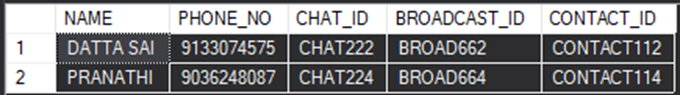 NAME PHONE_NO CHAT_ID BROADCAST_ID CONTACT_ID
1 DATTA SAI 9133074575 CHAT222 BROAD662 CONTACT112
2 PRANATHI 9036248087 CHAT224 BROAD664 CONTACT114